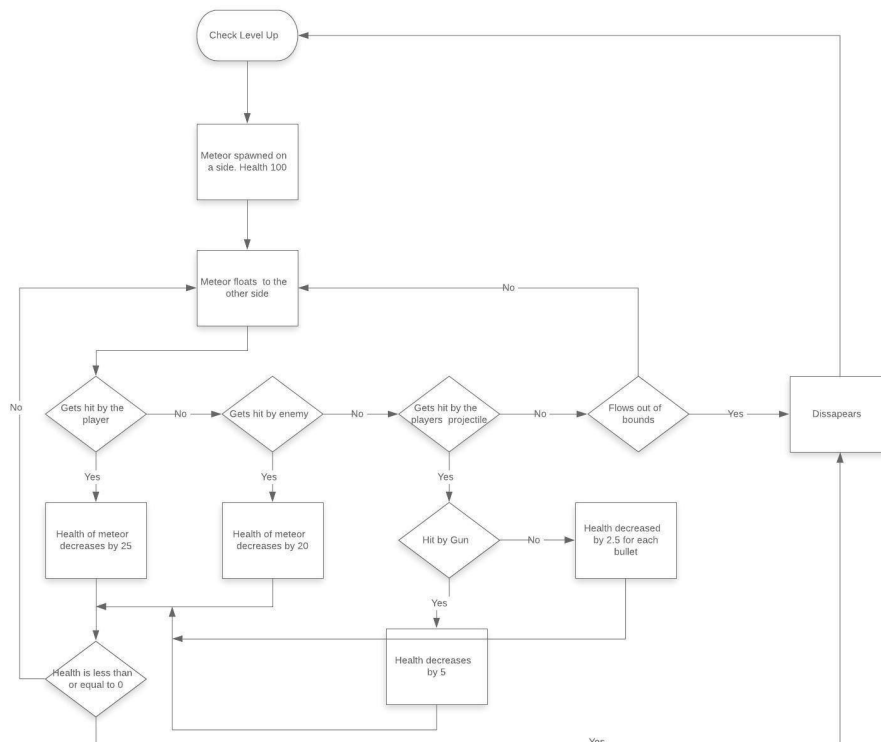 Check Level Up
Meteor spawned on
a side. Health 100
Meteor floats to the
other side
No
No
Gets hit by the
player
No
Gets hit by enemy
No
Gets hit by the
players projectile
No
Flows out of
bounds
Yes
Dissapears
Yes
Yes
Yes
Health of meteor
decreases by 25
Health of meteor
decreases by 20
Hit by Gun
No
Health decreased
by 2.5 for each
bullet
Yes
Health is less than
or equal to 0
Health decreases
by 5
Yes